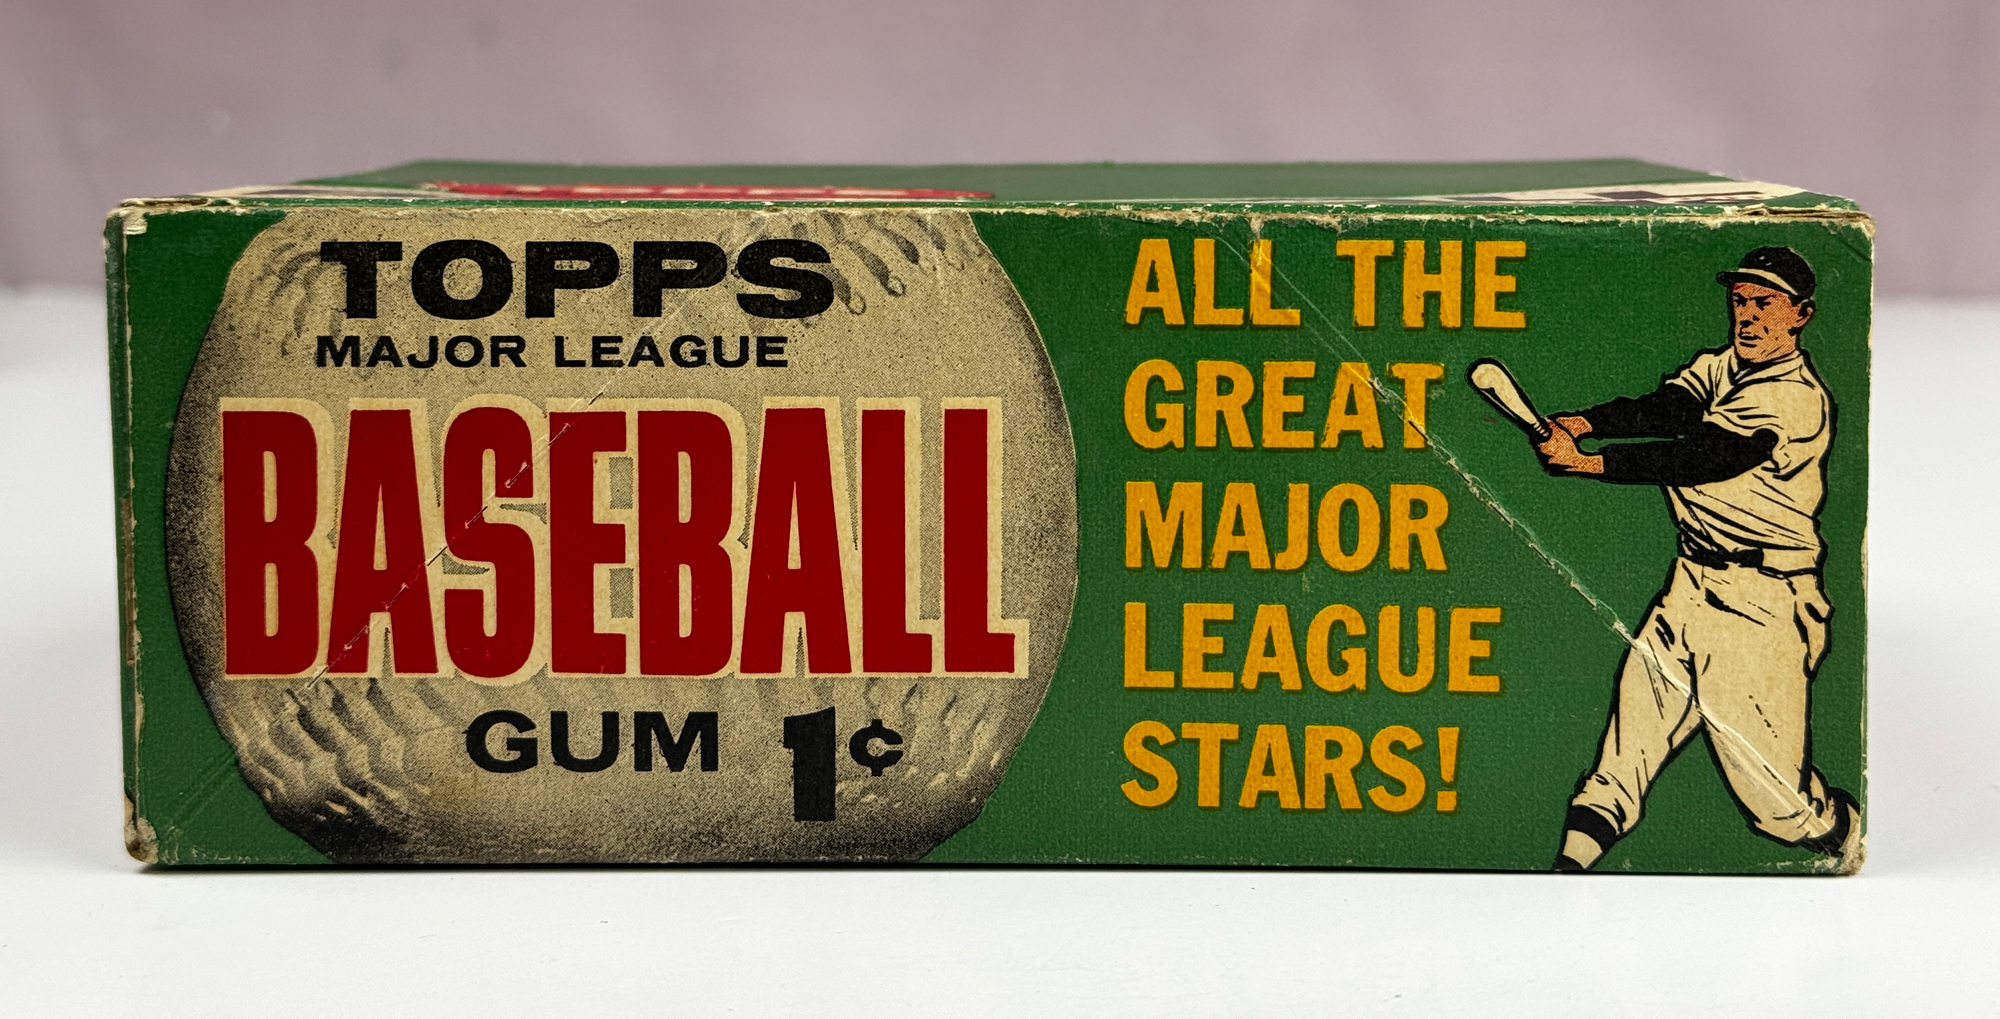 TOPPS
MAJOR LEAGUE
BASEBALL
GUM 1¢
ALL THE
GREAT
MAJOR
LEAGUE
STARS!